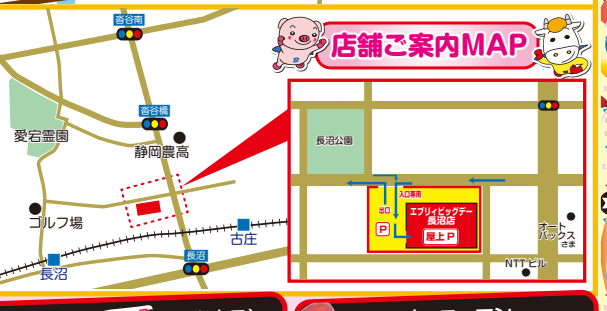 沓谷南
店舗ご案内MAP
沓谷橋
愛宕霊園
静岡農高
長沼公園
入口専用
出口
P
エブリィビッグデー
長沼店
屋上P
ゴルフ場
古庄
長沼
長沼
オート
バックス
さま
NTTビル